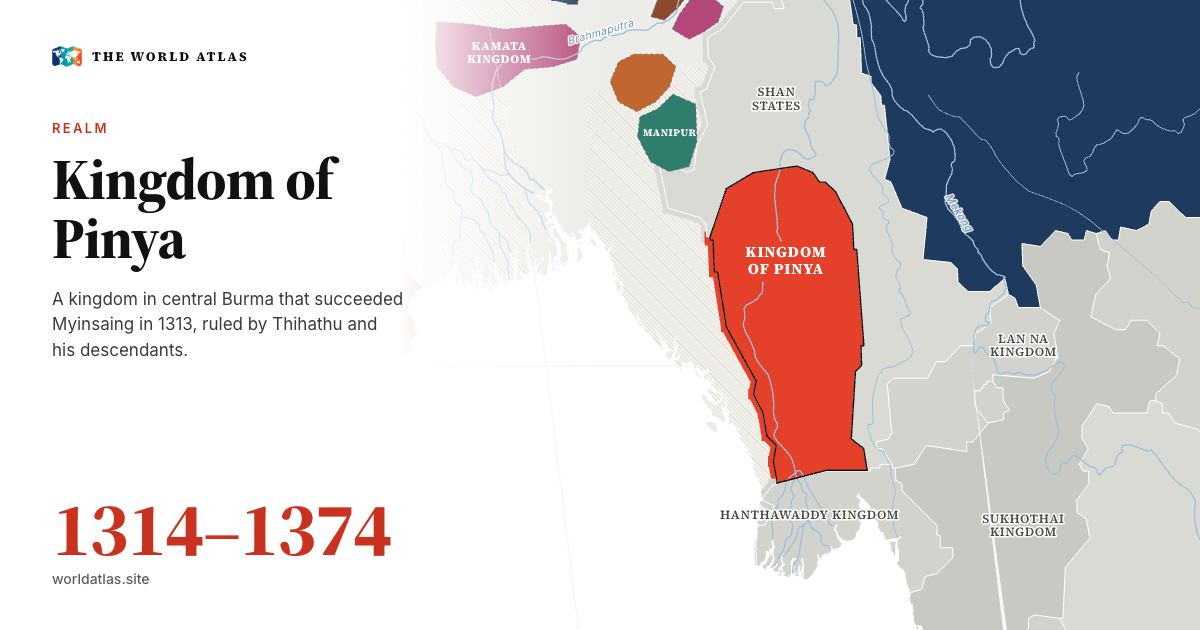 THE WORLD ATLAS
REALM
Kingdom of
Pinya
A kingdom in central Burma that succeeded
Myinsaing in 1313, ruled by Thihathu and
his descendants.
1314–1374
worldatlas.site
KAMATA
KINGDOM
Brahmaputra
SHAN
STATES
MANIPUR
Mekong
KINGDOM
OF PINYA
LAN NA
KINGDOM
HANTHAWADDY KINGDOM
SUKHOTHAI
KINGDOM